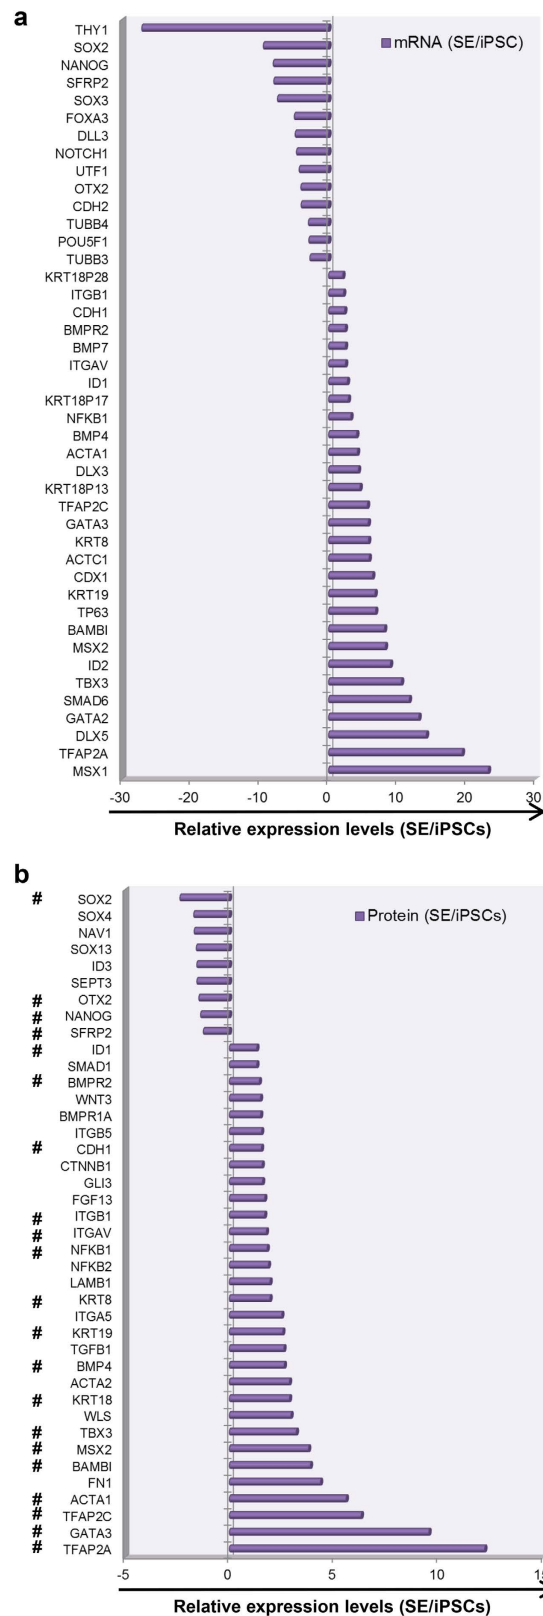 a
mRNA (SE/iPSC)
THY1
SOX2
NANOG
SFRP2
SOX3
FOXA3
DLL3
NOTCH1
UTF1
OTX2
CDH2
TUBB4
POU5F1
TUBB3
KRT18P28
ITGB1
CDH1
BMPR2
BMP7
ITGAV
ID1
KRT18P17
NFKB1
BMP4
ACTA1
DLX3
KRT18P13
TFAP2C
GATA3
KRT8
ACTC1
CDX1
KRT19
TP63
BAMBI
MSX2
ID2
TBX3
SMAD6
GATA2
DLX5
TFAP2A
MSX1
-30 -20 -10 0 10 20 30
Relative expression levels (SE/iPSCs)
b
Protein (SE/iPSCs)
# SOX2
SOX4
NAV1
SOX13
ID3
SEPT3
# OTX2
# NANOG
# SFRP2
# ID1
SMAD1
# BMPR2
WNT3
BMPR1A
ITGB5
# CDH1
CTNNB1
GLI3
FGF13
# ITGB1
# ITGAV
# NFKB1
NFKB2
LAMB1
# KRT8
ITGA5
# KRT19
TGFB1
# BMP4
ACTA2
# KRT18
WLS
# TBX3
# MSX2
# BAMBI
FN1
# ACTA1
# TFAP2C
# GATA3
# TFAP2A
-5 0 5 10 15
Relative expression levels (SE/iPSCs)